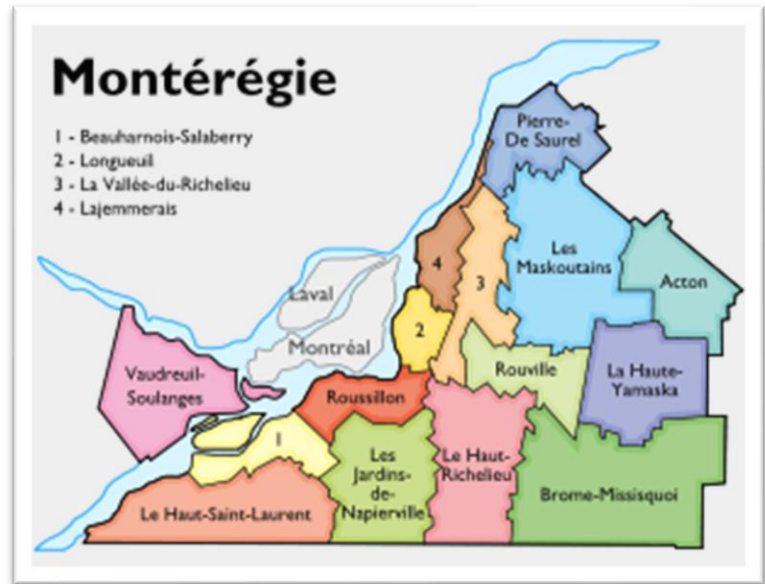 Montérégie
1 - Beauharnois-Salaberry
2 - Longueuil
3 - La Vallée-du-Richelieu
4 - Lajemmerais
Pierre-
De Saurel
Les
Maskoutains
Acton
4
3
Laval
2
Montréal
Vaudreuil-
Soulanges
Rouville
La Haute-
Yamaska
Roussillon
1
Les
Jardins-
de-
Napierville
Le Haut-
Richelieu
Brome-Missisquoi
Le Haut-Saint-Laurent